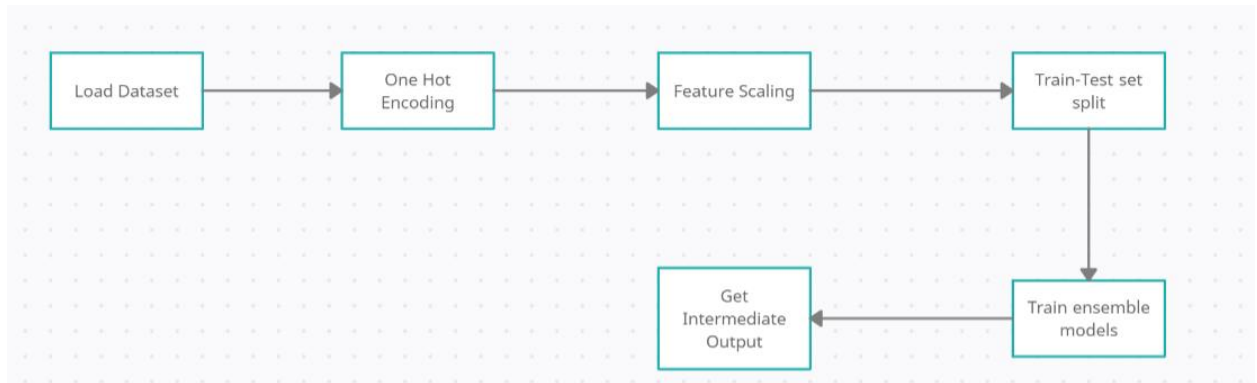 Load Dataset
One Hot
Encoding
Feature Scaling
Train-Test set
split
Train ensemble
models
Get
Intermediate
Output